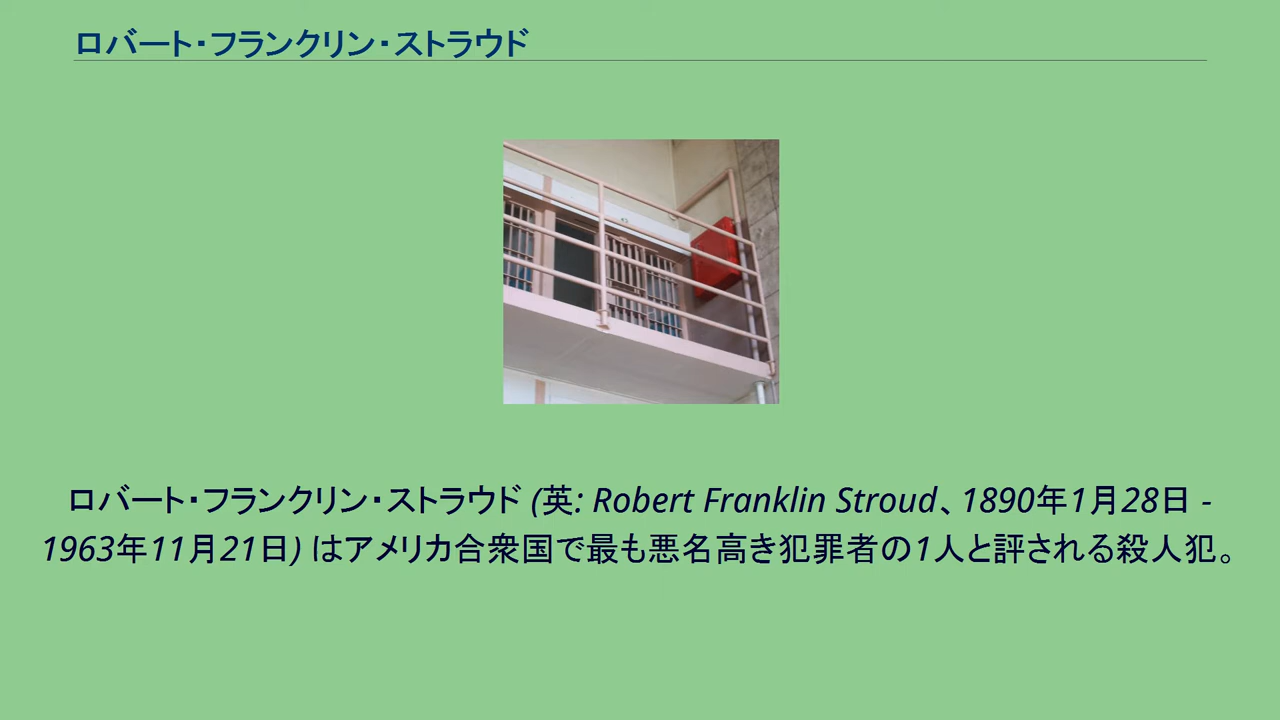 ロバート・フランクリン・ストラウド
ロバート・フランクリン・ストラウド (英: Robert Franklin Stroud、1890年1月28日 -
1963年11月21日) はアメリカ合衆国で最も悪名高き犯罪者の1人と評される殺人犯。